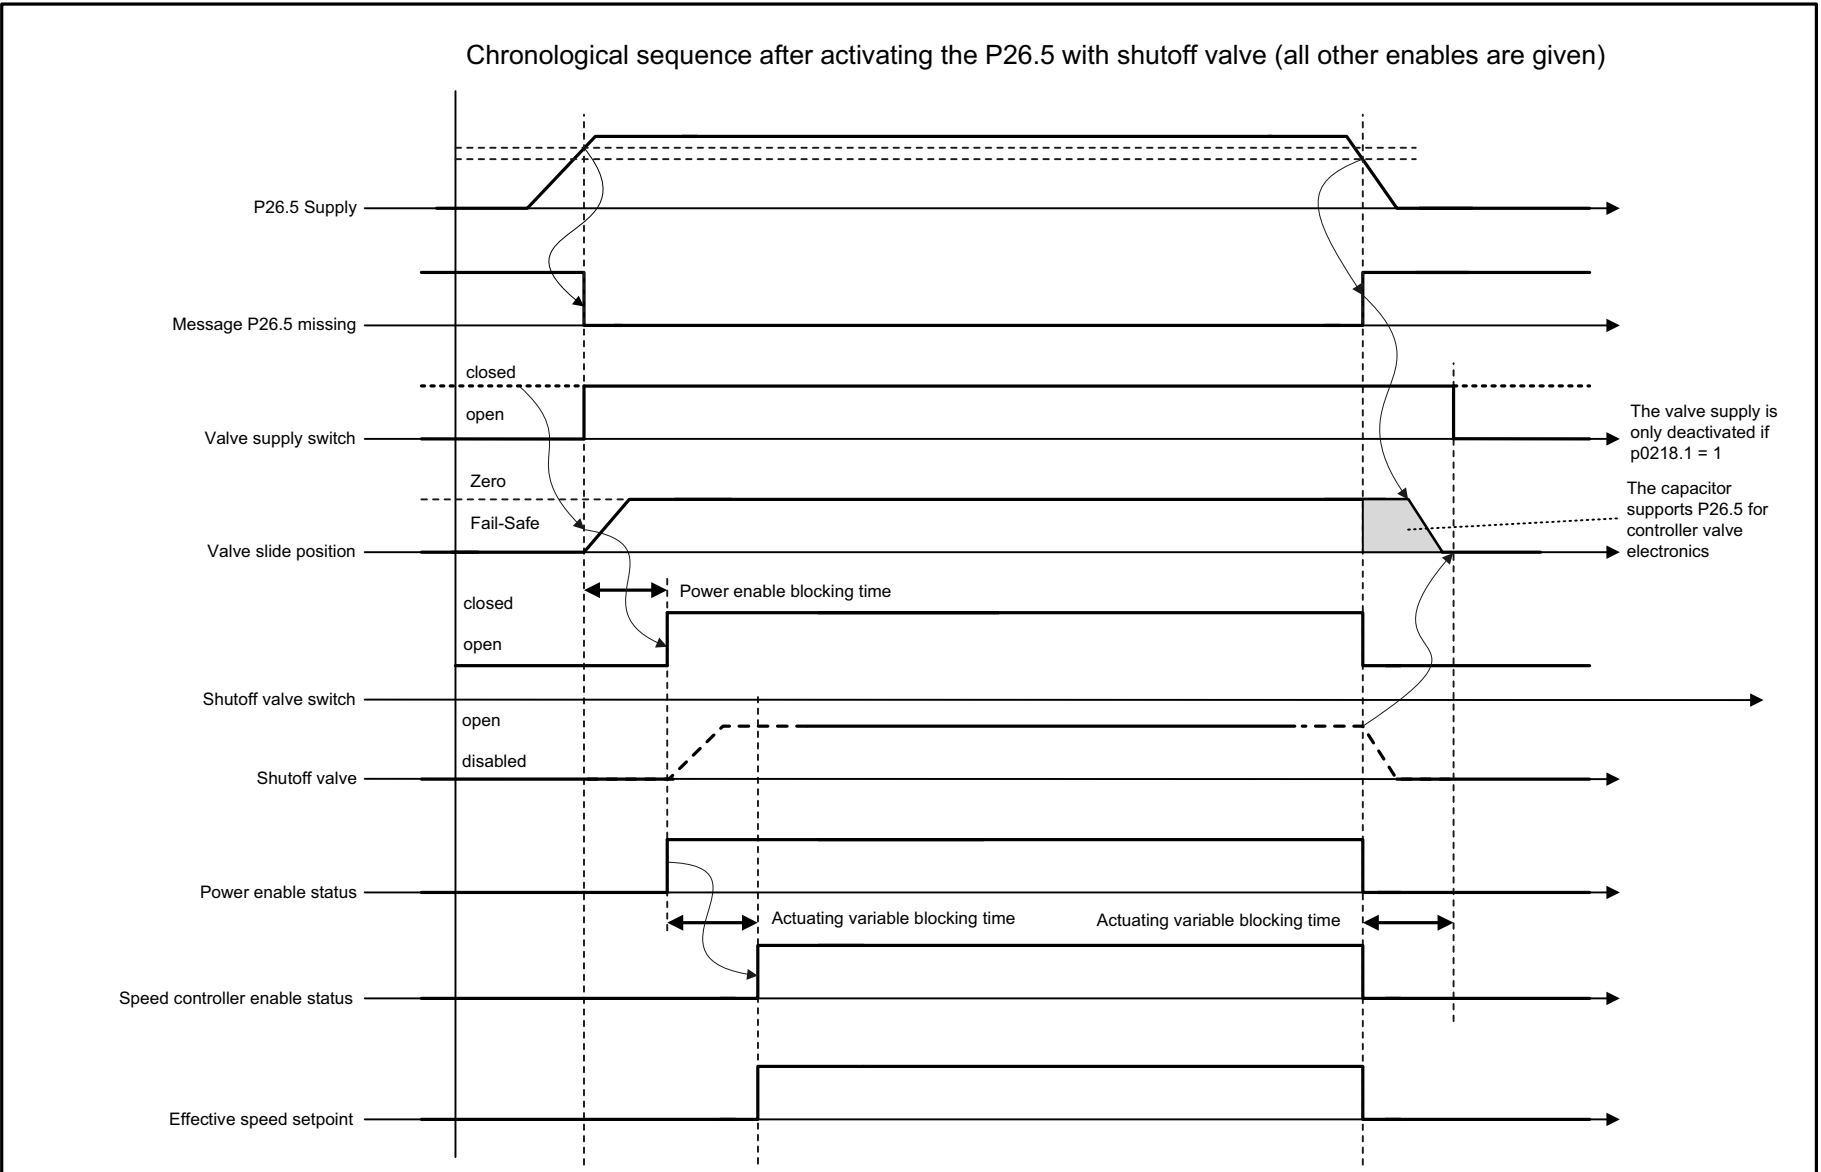 Chronological sequence after activating the P26.5 with shutoff valve (all other enables are given)
P26.5 Supply
Message P26.5 missing
closed
open
Valve supply switch
The valve supply is
only deactivated if
p0218.1 = 1
Zero
Fail-Safe
Valve slide position
The capacitor
supports P26.5 for
controller valve
electronics
Power enable blocking time
closed
open
Shutoff valve switch
open
disabled
Shutoff valve
Power enable status
Actuating variable blocking time
Actuating variable blocking time
Speed controller enable status
Effective speed setpoint